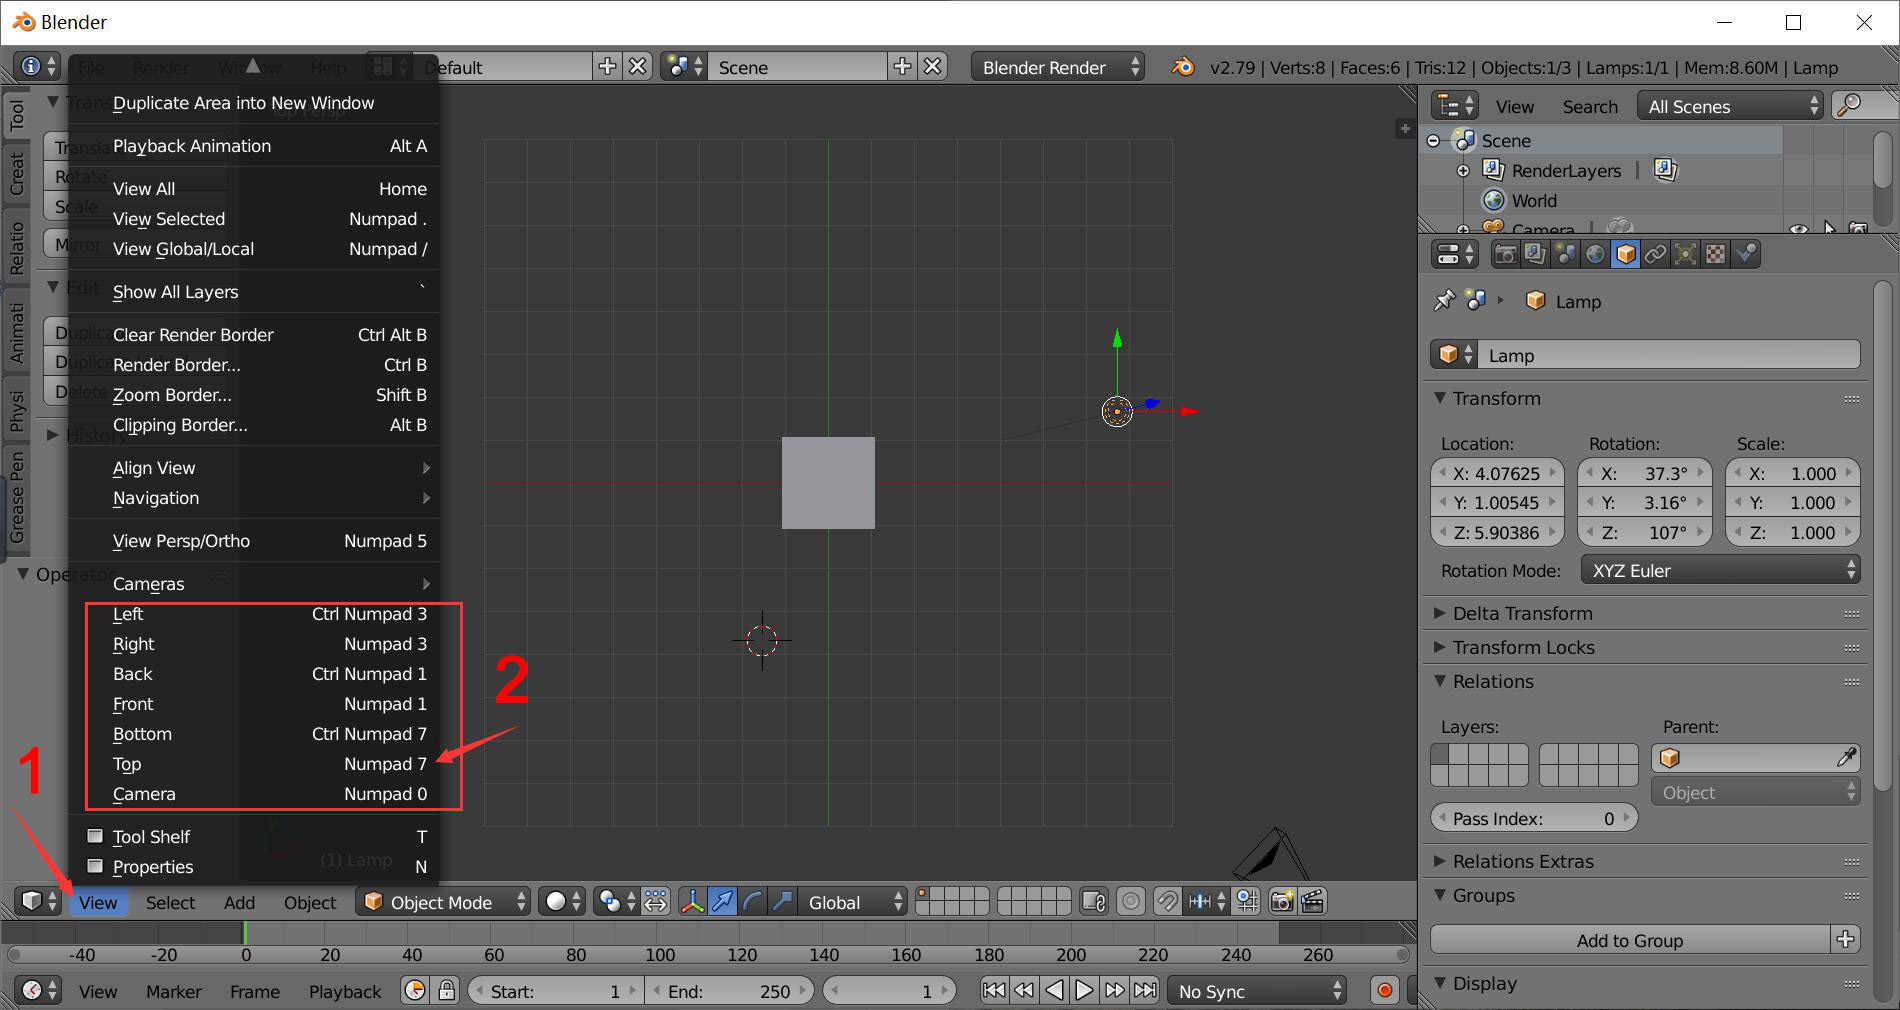 Blender
File Render Window Help
Default
Scene
Blender Render
v2.79 | Verts:8 | Faces:6 | Tris:12 | Objects:1/3 | Lamps:1/1 | Mem:8.60M | Lamp
Tool
Creat
Relatio
Animati
Physi
Grease Pen
Transla
Rotate
Scale
Mirror
Edit
Duplica
Duplica
Delete
History
Operator
Top Persp
Duplicate Area into New Window
Playback Animation Alt A
View All Home
View Selected Numpad .
View Global/Local Numpad /
Show All Layers `
Clear Render Border Ctrl Alt B
Render Border... Ctrl B
Zoom Border... Shift B
Clipping Border... Alt B
Align View
Navigation
View Persp/Ortho Numpad 5
Cameras
Left Ctrl Numpad 3
Right Numpad 3
Back Ctrl Numpad 1
Front Numpad 1
Bottom Ctrl Numpad 7
Top Numpad 7
Camera Numpad 0
Tool Shelf T
Properties N
1
2
(1) Lamp
View Select Add Object Object Mode Global
-40 -20 0 20 40 60 80 100 120 140 160 180 200 220 240 260
View Marker Frame Playback Start: 1 End: 250 1 No Sync
View Search All Scenes
Scene
RenderLayers |
World
Camera |
Lamp
Lamp
Transform
Location: Rotation: Scale:
X: 4.07625 X: 37.3° X: 1.000
Y: 1.00545 Y: 3.16° Y: 1.000
Z: 5.90386 Z: 107° Z: 1.000
Rotation Mode: XYZ Euler
Delta Transform
Transform Locks
Relations
Layers: Parent:
Object
Pass Index: 0
Relations Extras
Groups
Add to Group
Display